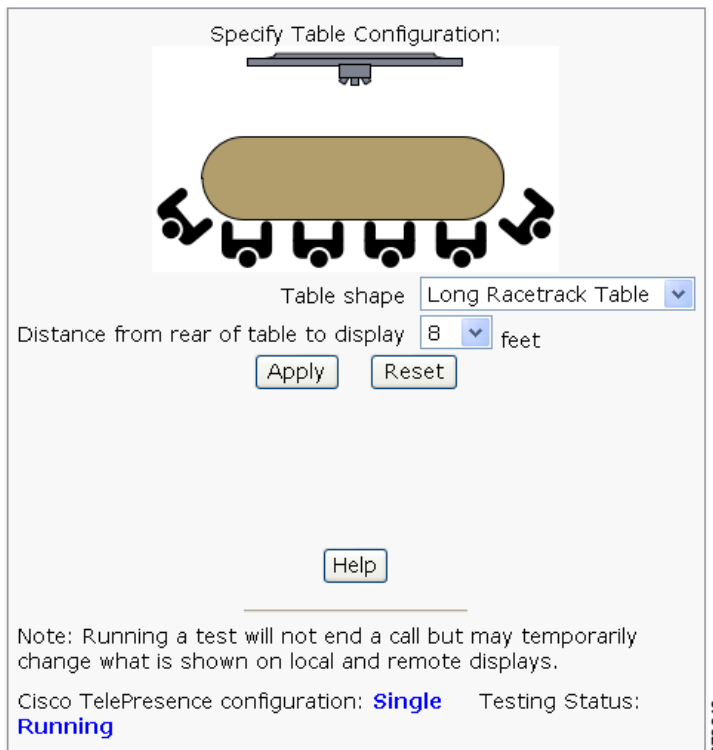 Specify Table Configuration:
Table shape Long Racetrack Table
Distance from rear of table to display 8 feet
Apply Reset
Help
Note: Running a test will not end a call but may temporarily
change what is shown on local and remote displays.
Cisco TelePresence configuration: Single Testing Status:
Running